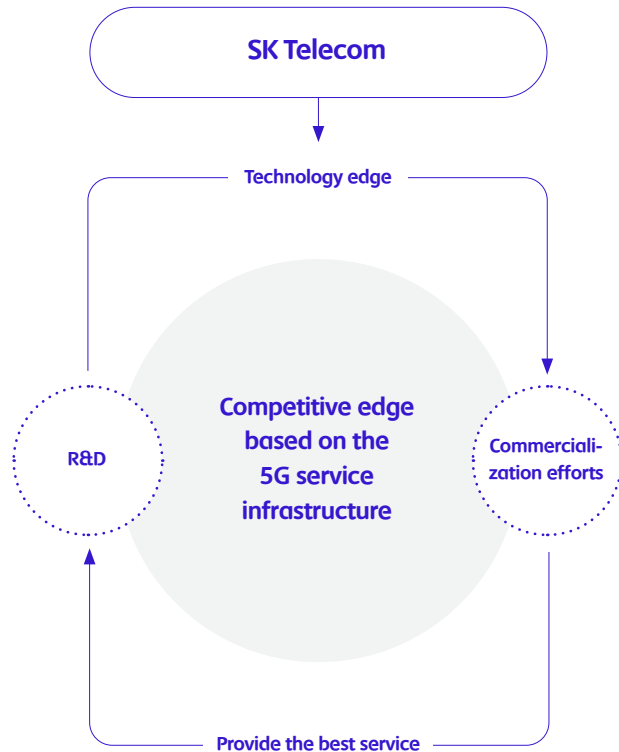 SK Telecom
Technology edge
Competitive edge
based on the
5G service
infrastructure
R&D
Commerciali-
zation efforts
Provide the best service